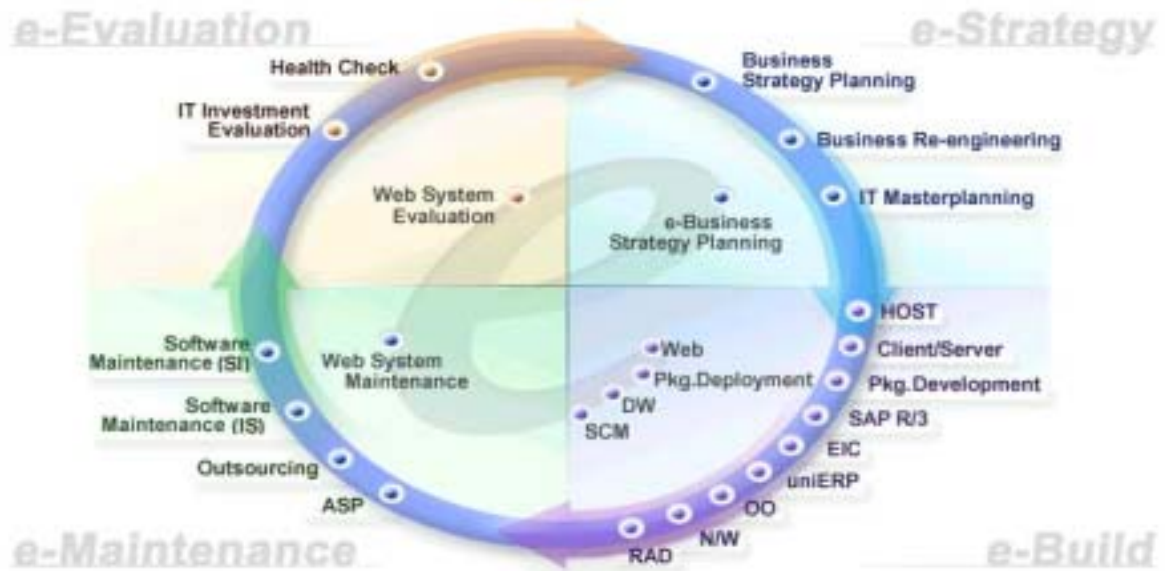 e-Evaluation
e-Strategy
Health Check
IT Investment
Evaluation
Web System
Evaluation
Business
Strategy Planning
Business Re-engineering
IT Masterplanning
e-Business
Strategy Planning
HOST
Client/Server
Pkg.Development
SAP R/3
EIC
uniERP
OO
N/W
RAD
Web
Pkg.Deployment
DW
SCM
Software
Maintenance (SI)
Web System
Maintenance
Software
Maintenance (IS)
Outsourcing
ASP
e-Maintenance
e-Build